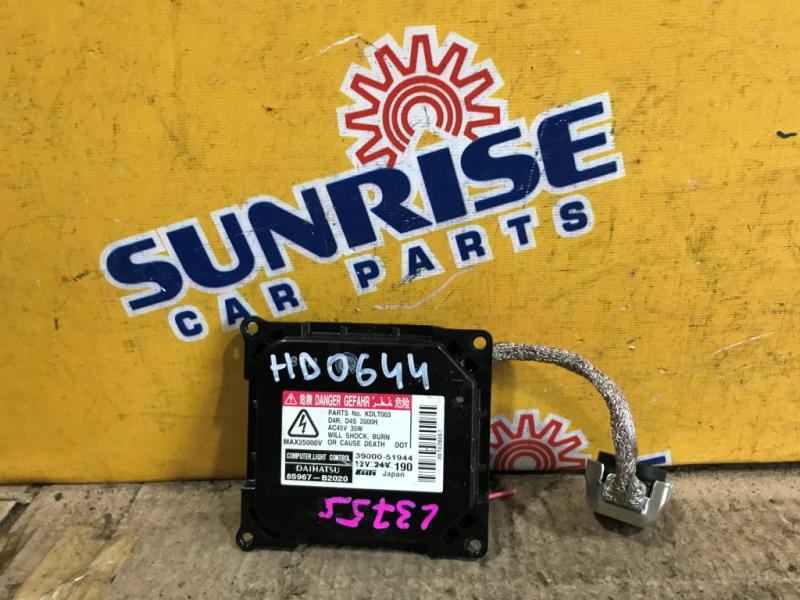 SUNRISE
CAR PARTS
HD0644
危険 DANGER GEFAHR خطر 危险
PARTS No. KDLT003
D4R, D4S 2000H
AC45V 35W
WILL SHOCK, BURN
OR CAUSE DEATH DOT
MAX25000V
COMPUTER,LIGHT CONTROL 39000-51944
DAIHATSU 12V 24V 190
85967-B2020 KOITO Japan
L375S